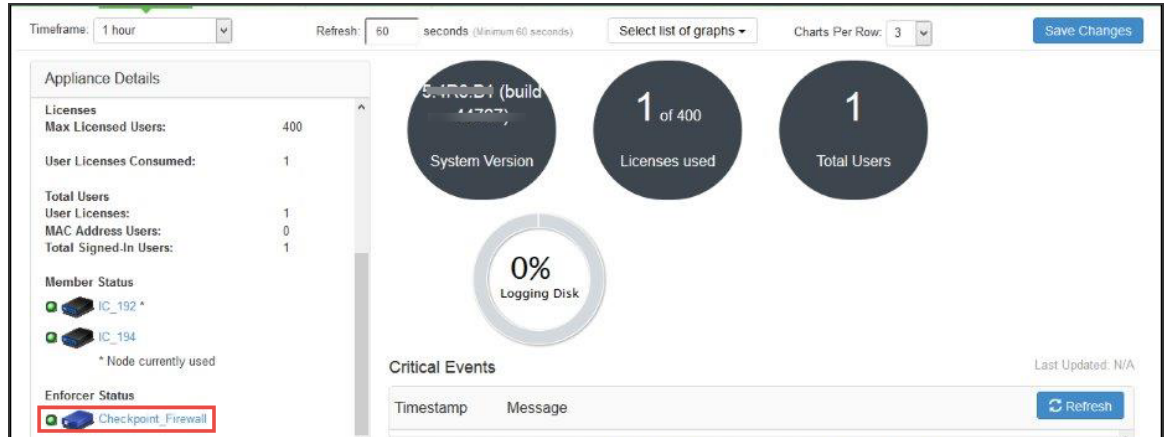 Timeframe: 1 hour Refresh: 60 seconds (Minimum 60 seconds) Select list of graphs Charts Per Row: 3 Save Changes
Appliance Details
Licenses
Max Licensed Users: 400
User Licenses Consumed: 1
Total Users
User Licenses: 1
MAC Address Users: 0
Total Signed-In Users: 1
Member Status
IC_192 *
IC_194
* Node currently used
Enforcer Status
Checkpoint_Firewall
(build
System Version
1 of 400
Licenses used
1
Total Users
0%
Logging Disk
Critical Events Last Updated: N/A
Timestamp Message Refresh